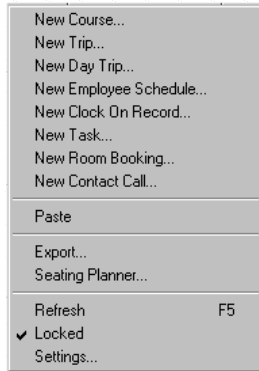 New Course...
New Trip...
New Day Trip...
New Employee Schedule...
New Clock On Record...
New Task...
New Room Booking...
New Contact Call...
Paste
Export...
Seating Planner...
Refresh F5
Locked
Settings...